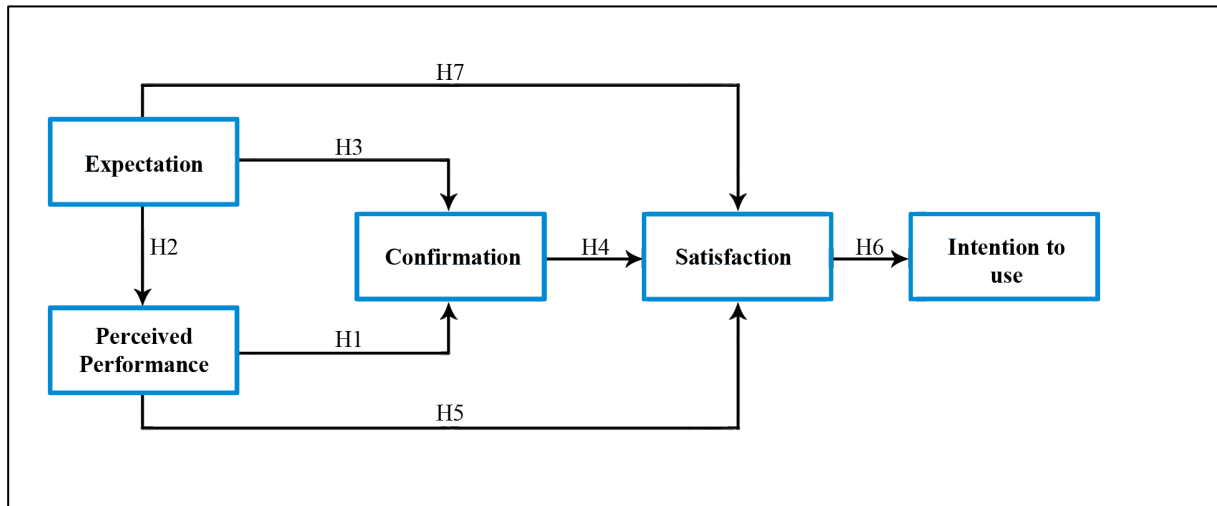 H7
Expectation
H3
H2
Confirmation
H4
Satisfaction
H6
Intention to
use
Perceived
Performance
H1
H5